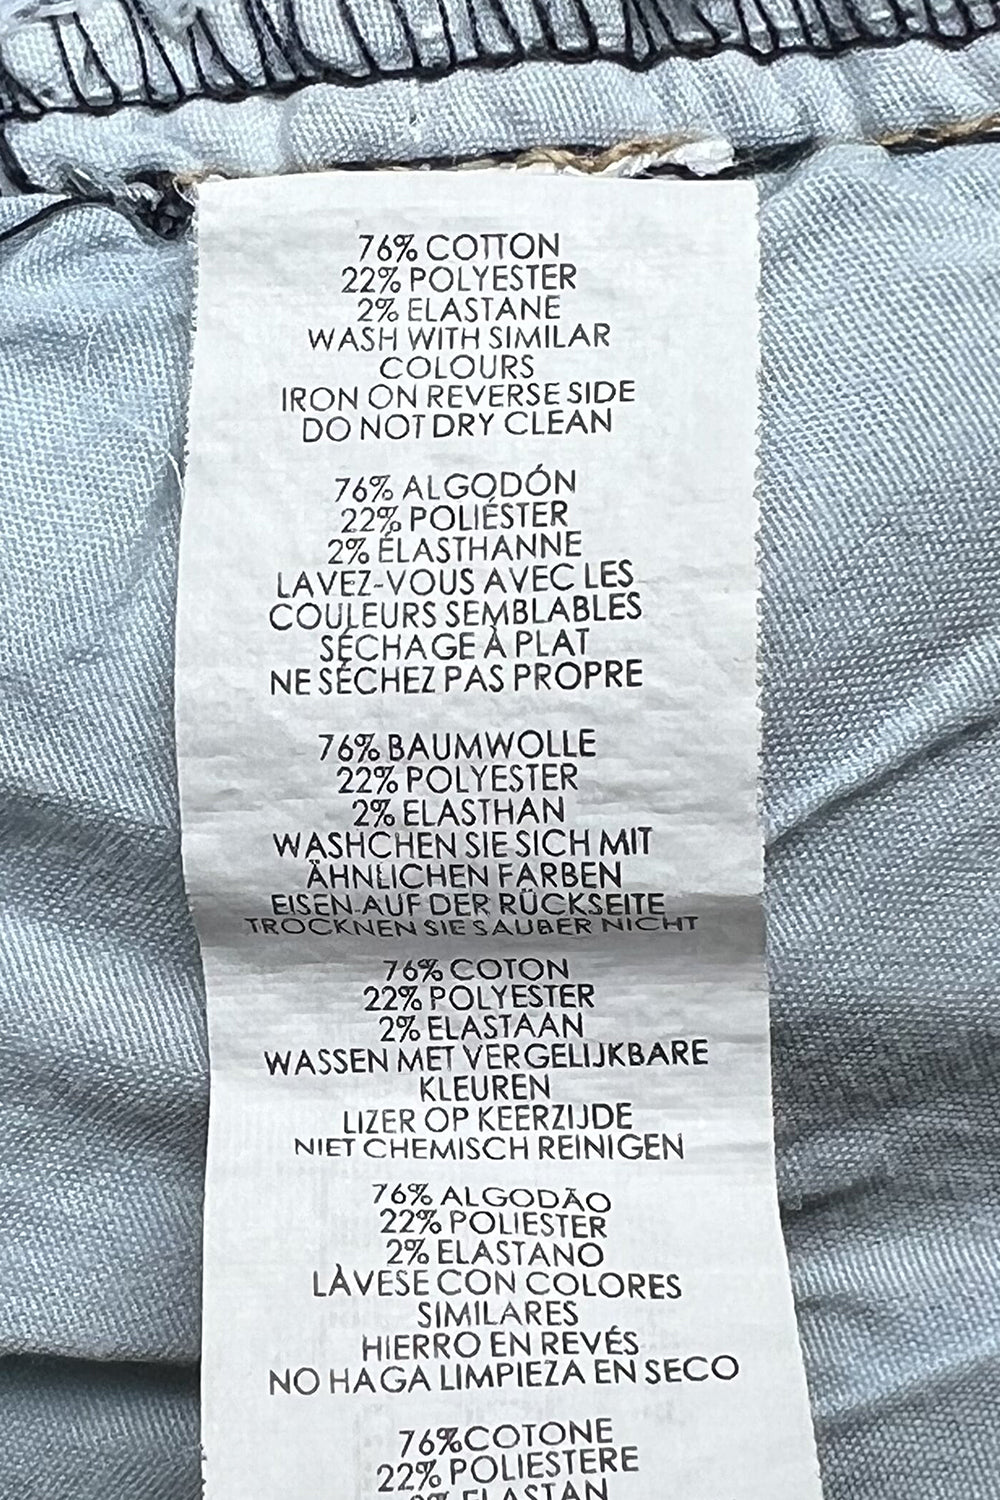 76% COTTON
22% POLYESTER
2% ELASTANE
WASH WITH SIMILAR
COLOURS
IRON ON REVERSE SIDE
DO NOT DRY CLEAN
76% ALGODÓN
22% POLIÉSTER
2% ÉLASTHANNE
LAVEZ-VOUS AVEC LES
COULEURS SEMBLABLES
SÉCHAGE À PLAT
NE SÉCHEZ PAS PROPRE
76% BAUMWOLLE
22% POLYESTER
2% ELASTHAN
WASHCHEN SIE SICH MIT
ÄHNLICHEN FARBEN
EISEN AUF DER RÜCKSEITE
TROCKNEN SIE SAUBER NICHT
76% COTON
22% POLYESTER
2% ELASTAAN
WASSEN MET VERGELIJKBARE
KLEUREN
LIZER OP KEERZIJDE
NIET CHEMISCH REINIGEN
76% ALGODÃO
22% POLIESTER
2% ELASTANO
LÀVESE CON COLORES
SIMILARES
HIERRO EN REVÉS
NO HAGA LIMPIEZA EN SECO
76%COTONE
22% POLIESTERE
2% ELASTAN